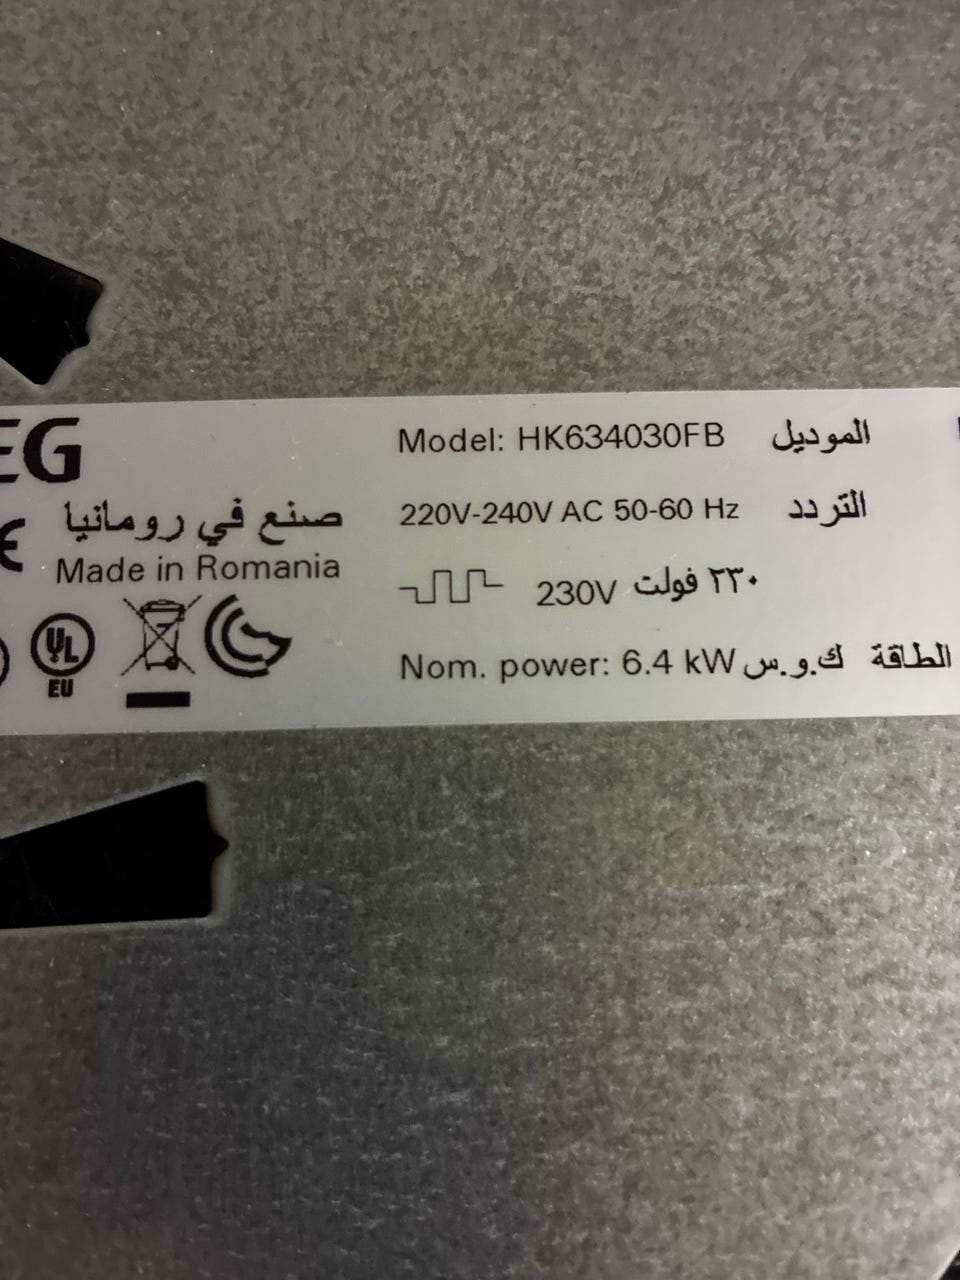 EG
Model: HK634030FB الموديل
صنع في رومانيا
220V-240V AC 50-60 Hz التردد
Made in Romania
230V ٢٣٠ فولت
UL
EU
Nom. power: 6.4 kW ك.و.س الطاقة